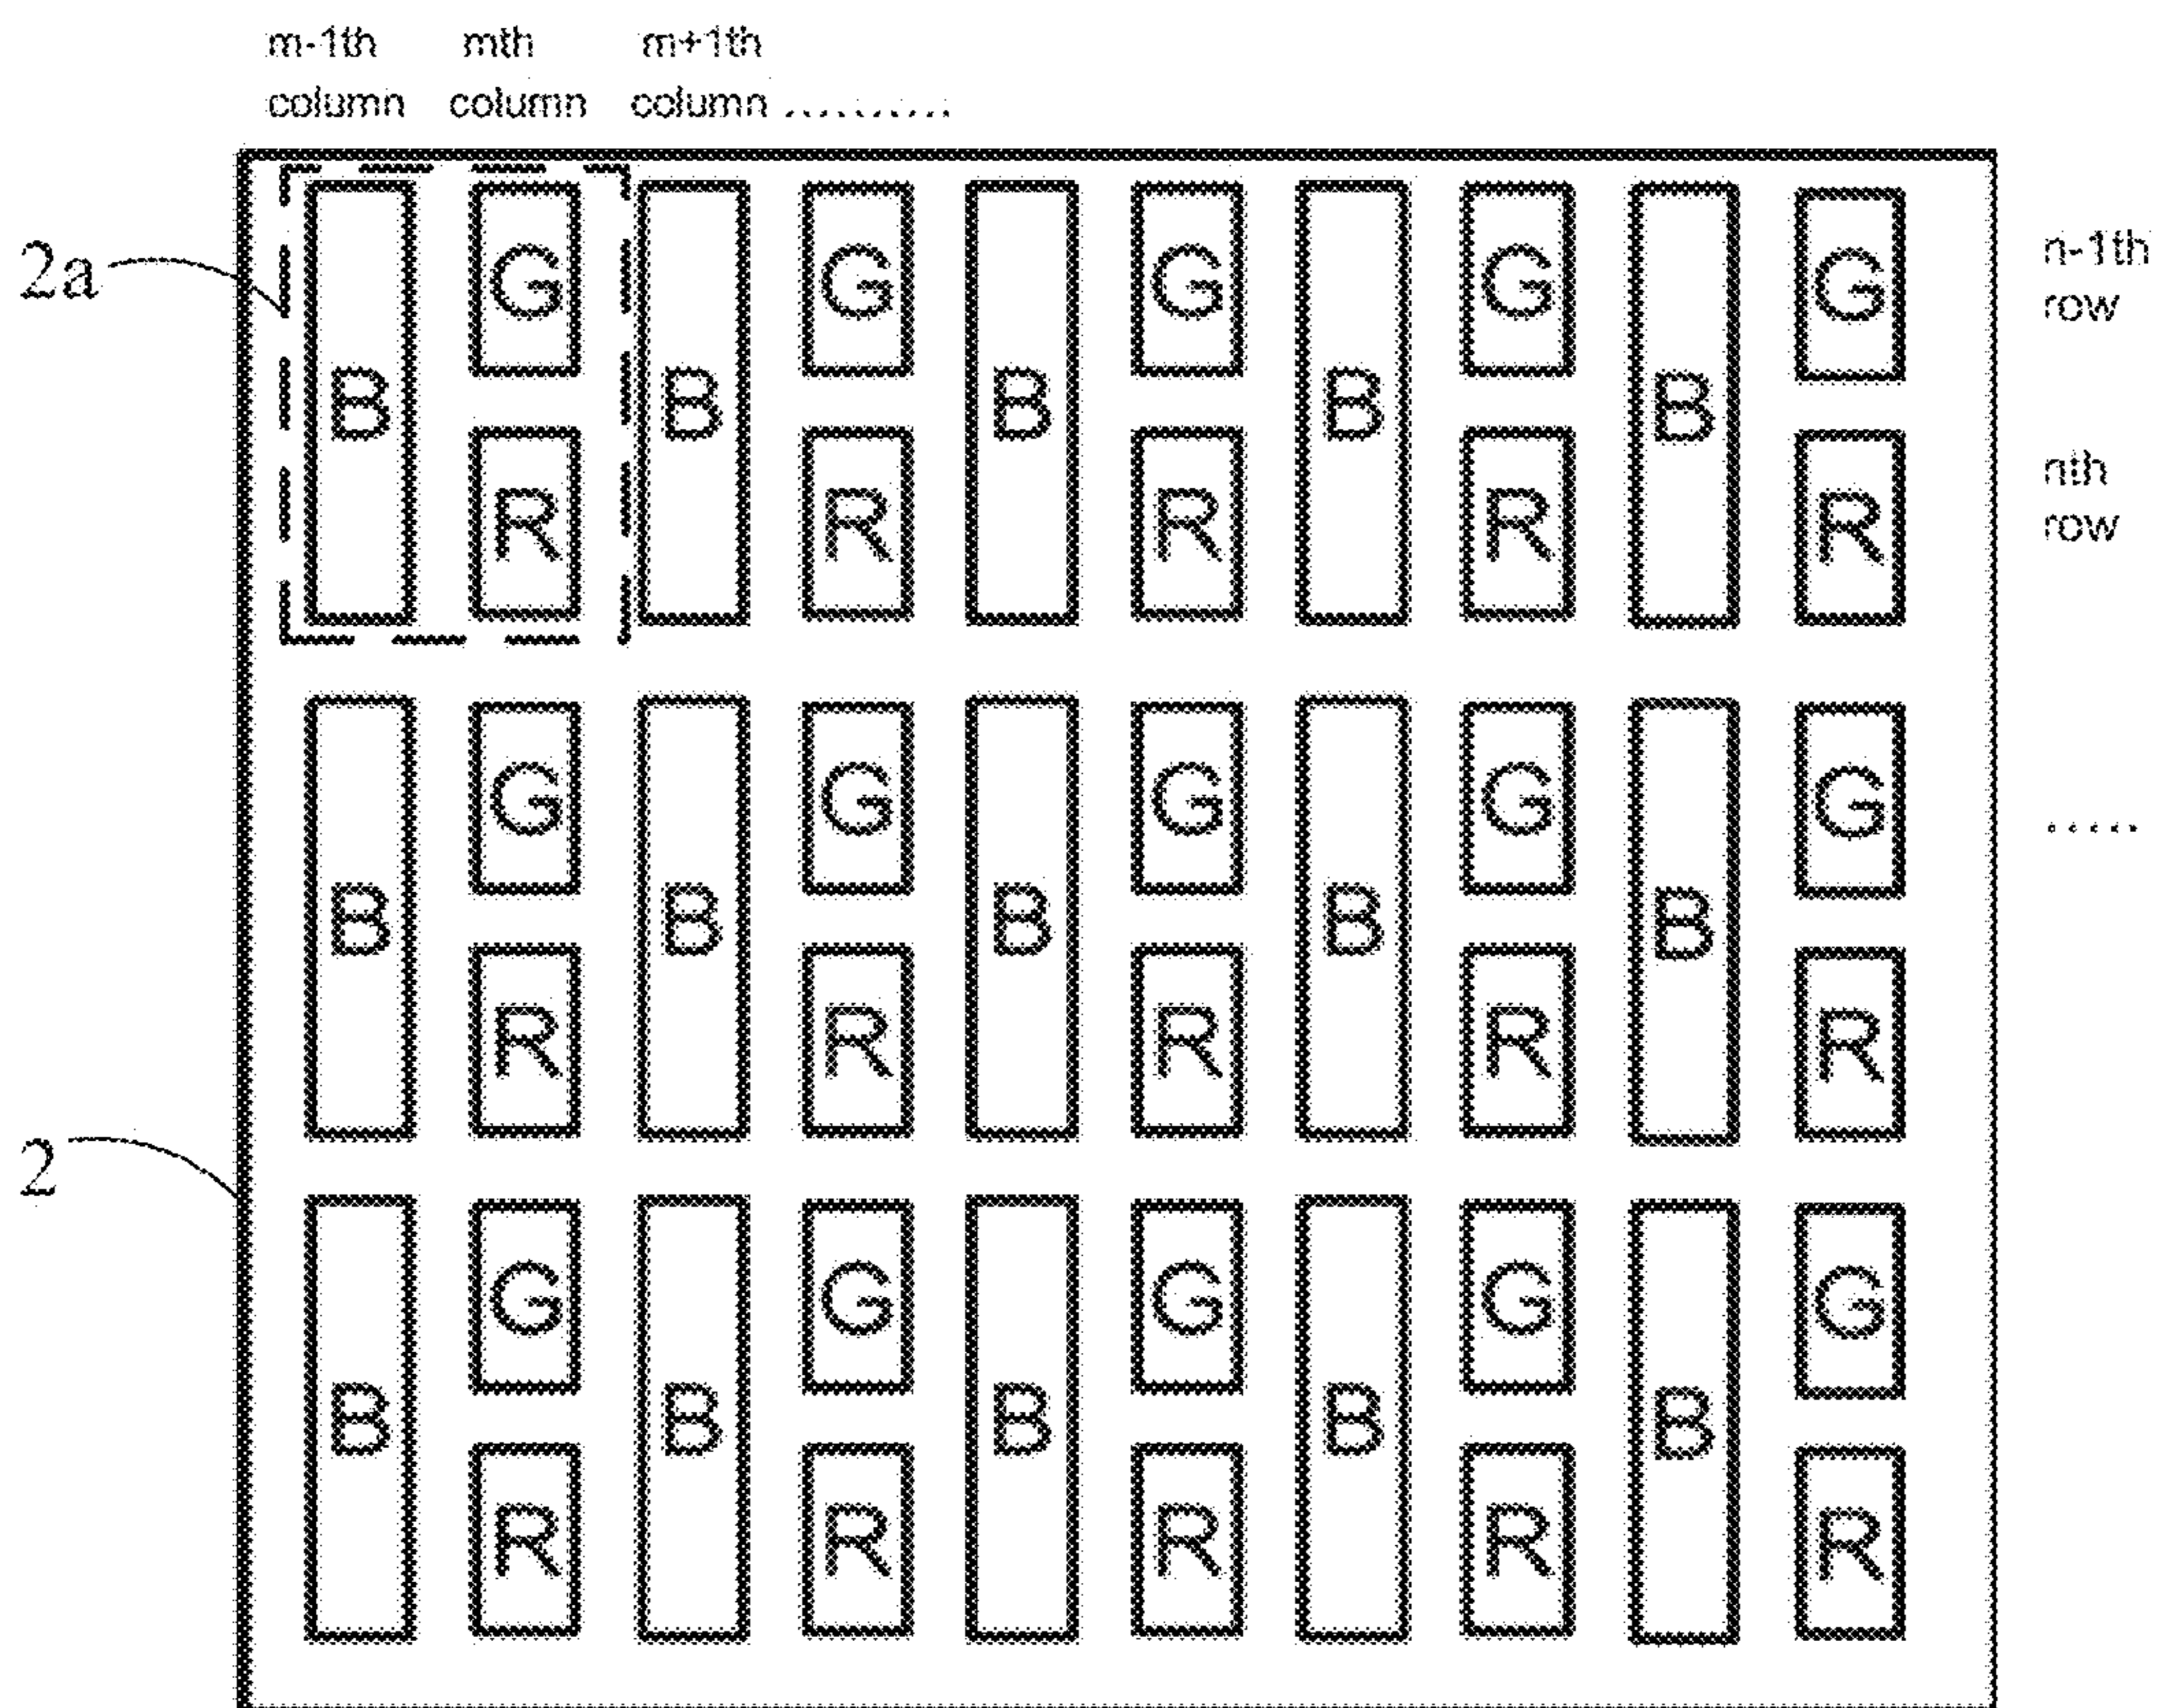 m-1th mth m+1th
column column column ..........
2a
B G B G B G B G B G
n-1th
row
R R R R R
nth
row
B G B G B G B G B G
.....
R R R R R
2
B G B G B G B G B G
R R R R R